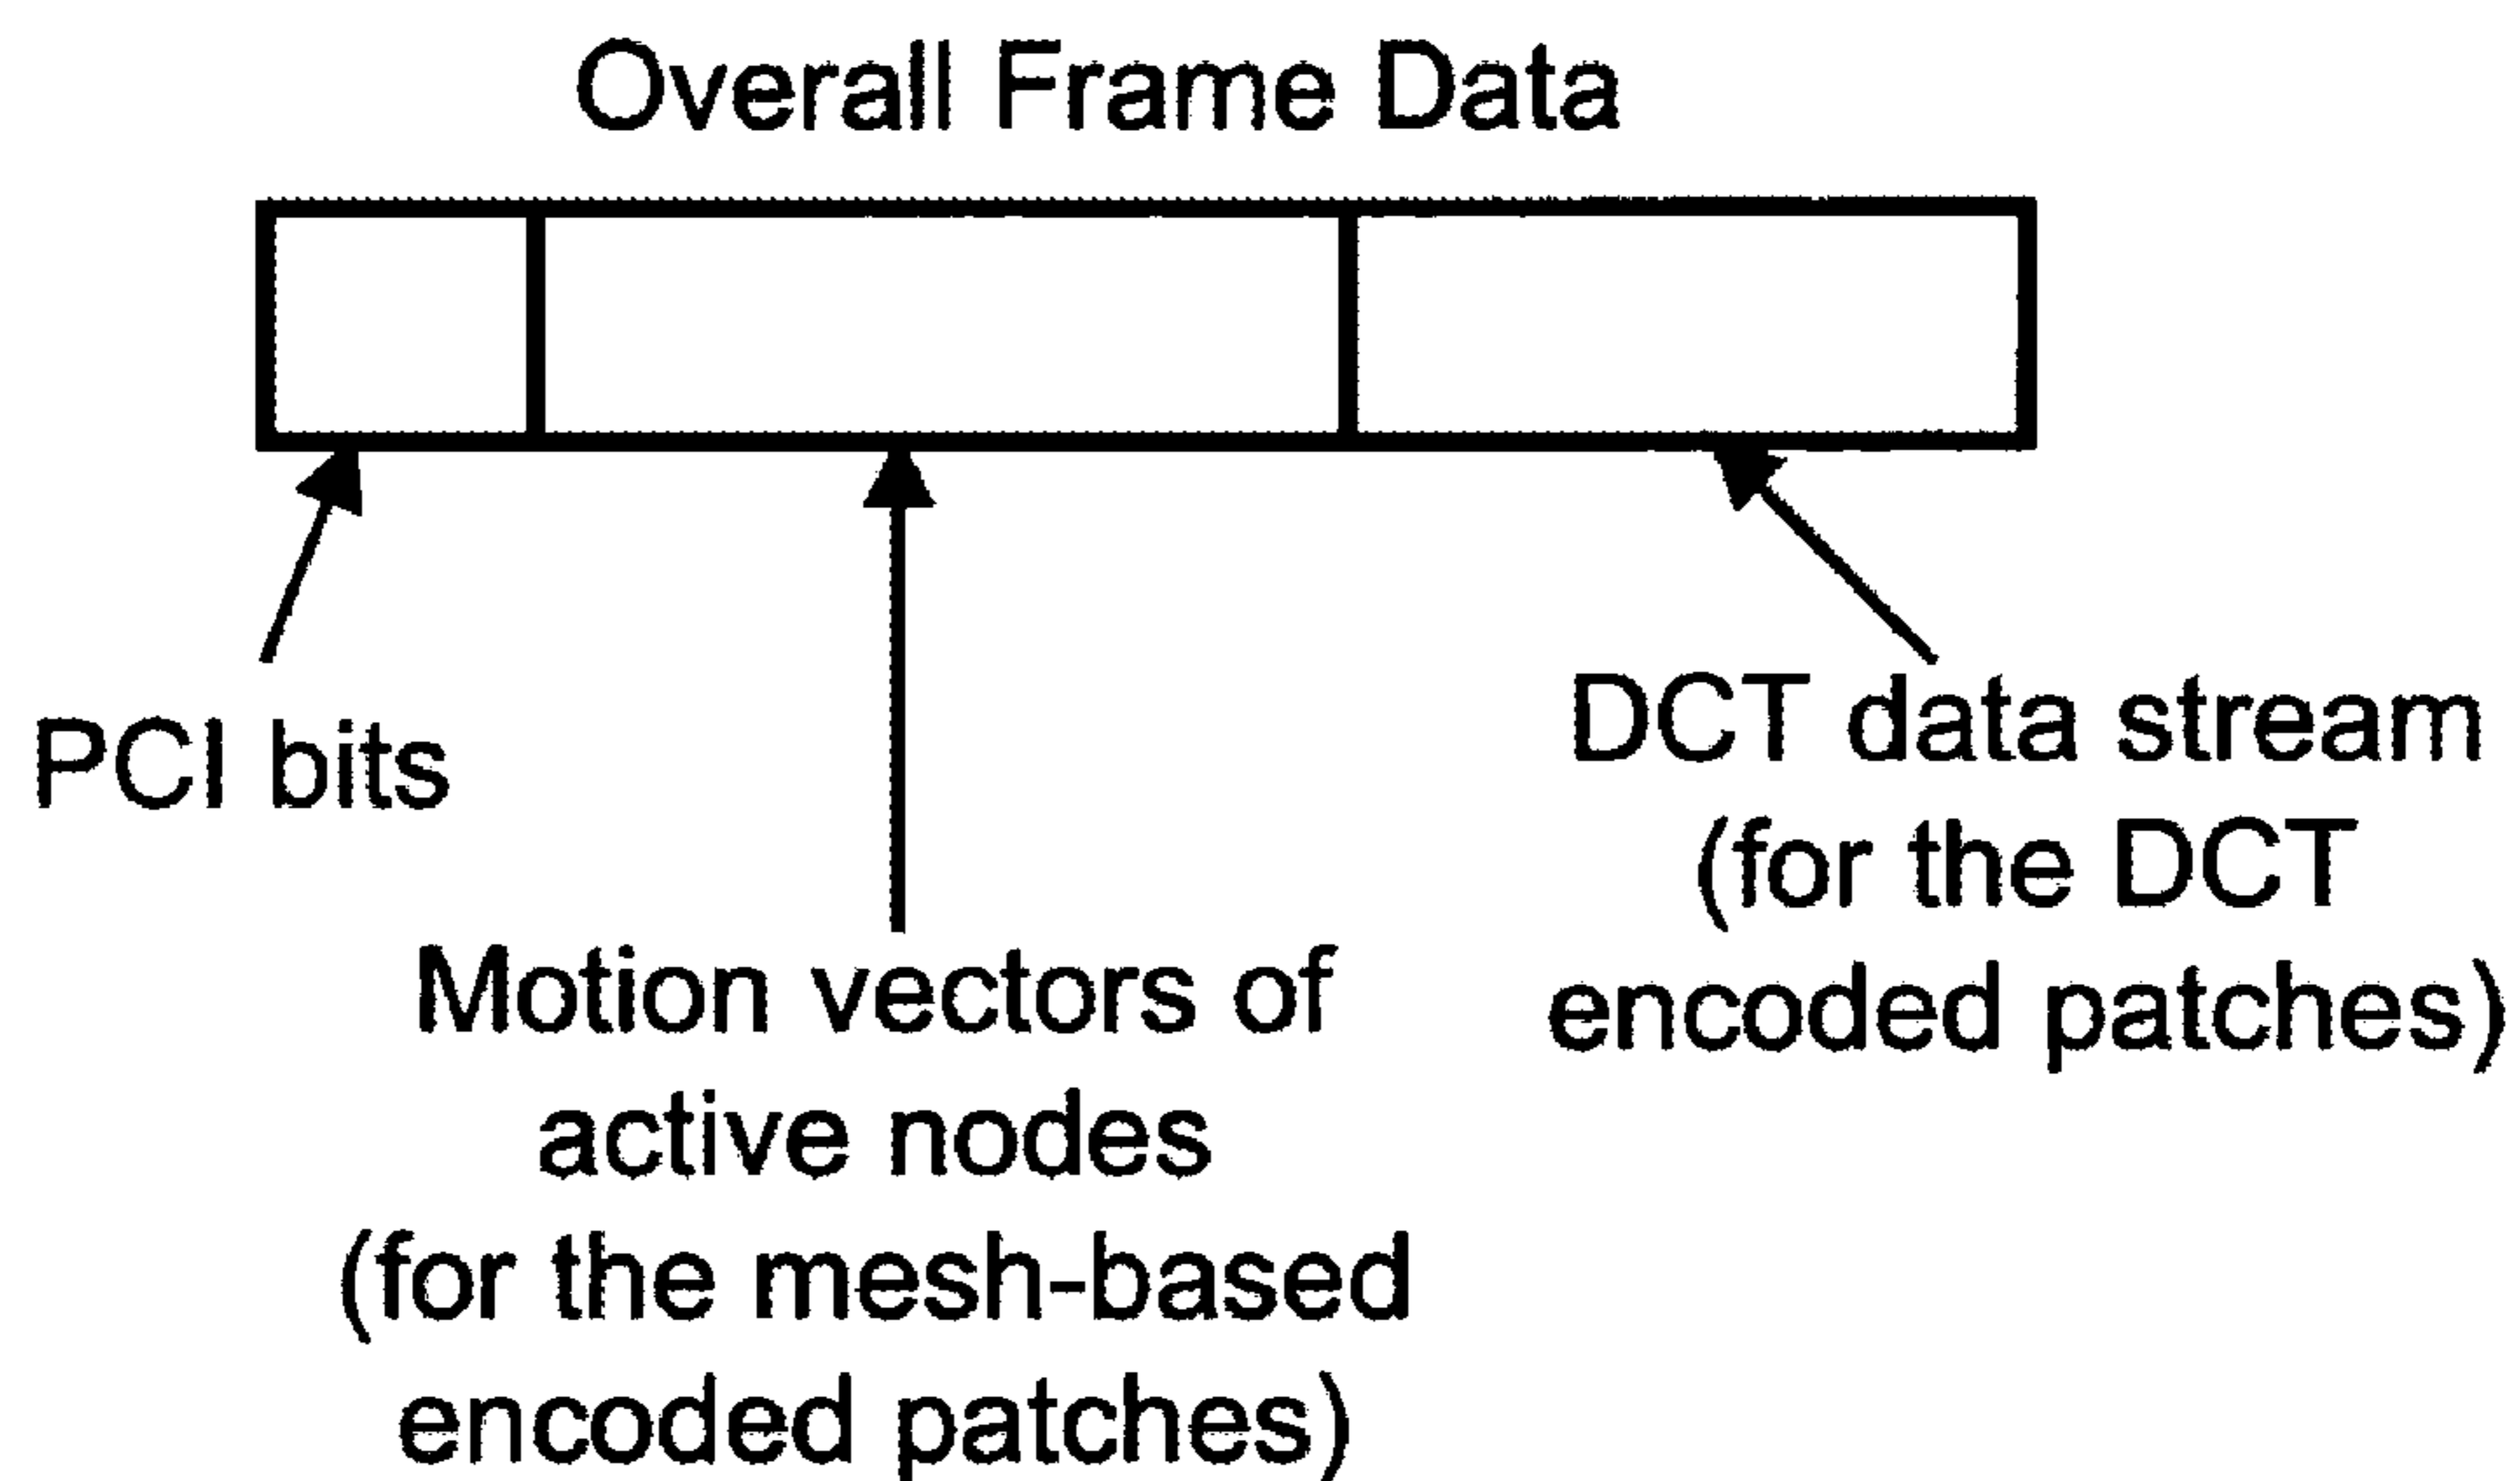 Overall Frame Data
PCI bits
Motion vectors of
active nodes
(for the mesh-based
encoded patches)
DCT data stream
(for the DCT
encoded patches)